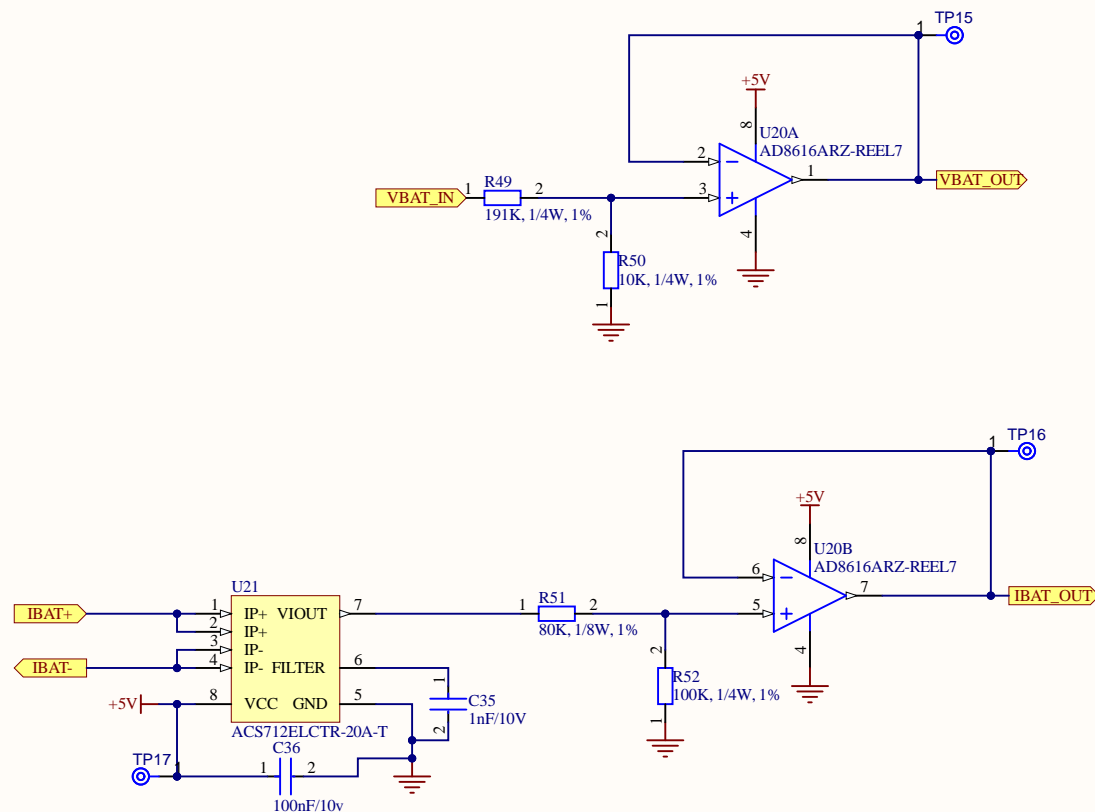 1
TP15
+5V
8
U20A
AD8616ARZ-REEL7
2
1
VBAT_OUT
VBAT_IN
1
R49
2
3
191K, 1/4W, 1%
4
2
R50
10K, 1/4W, 1%
1
1
TP16
+5V
8
U20B
AD8616ARZ-REEL7
6
7
IBAT_OUT
U21
IBAT+
1
IP+
VIOUT
7
1
R51
2
5
2
IP+
80K, 1/8W, 1%
3
IP-
IBAT-
4
IP-
FILTER
6
4
2
R52
100K, 1/4W, 1%
1
1
C35
1nF/10V
2
+5V
8
VCC
GND
5
ACS712ELCTR-20A-T
C36
TP17
1
1
2
100nF/10v